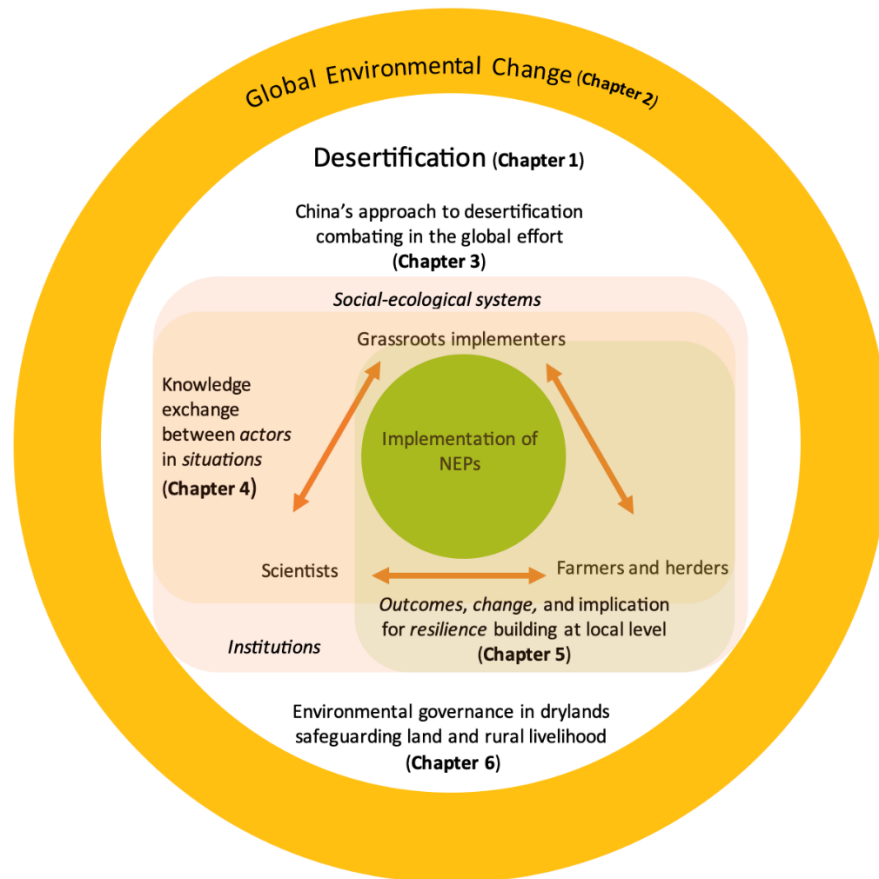 Global Environmental Change (Chapter 2)
Desertification (Chapter 1)
China’s approach to desertification
combating in the global effort
(Chapter 3)
Social-ecological systems
Grassroots implementers
Knowledge
exchange
between actors
in situations
(Chapter 4)
Implementation of
NEPs
Scientists
Farmers and herders
Outcomes, change, and implication
for resilience building at local level
(Chapter 5)
Institutions
Environmental governance in drylands
safeguarding land and rural livelihood
(Chapter 6)